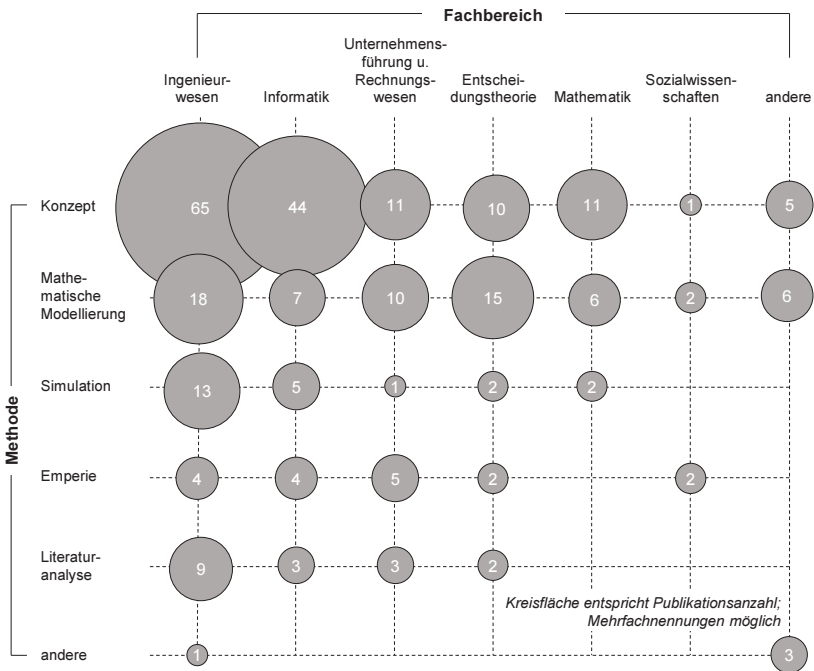 Fachbereich
Ingenieur-
wesen
Informatik
Unternehmens-
führung u.
Rechnungs-
wesen
Entschei-
dungstheorie
Mathematik
Sozialwissen-
schaften
andere
Methode
Konzept
65
44
11
10
11
1
5
Mathe-
matische
Modellierung
18
7
10
15
6
2
6
Simulation
13
5
1
2
2
Emperie
4
4
5
2
2
Literatur-
analyse
9
3
3
2
Kreisfläche entspricht Publikationsanzahl;
Mehrfachnennungen möglich
andere
1
3